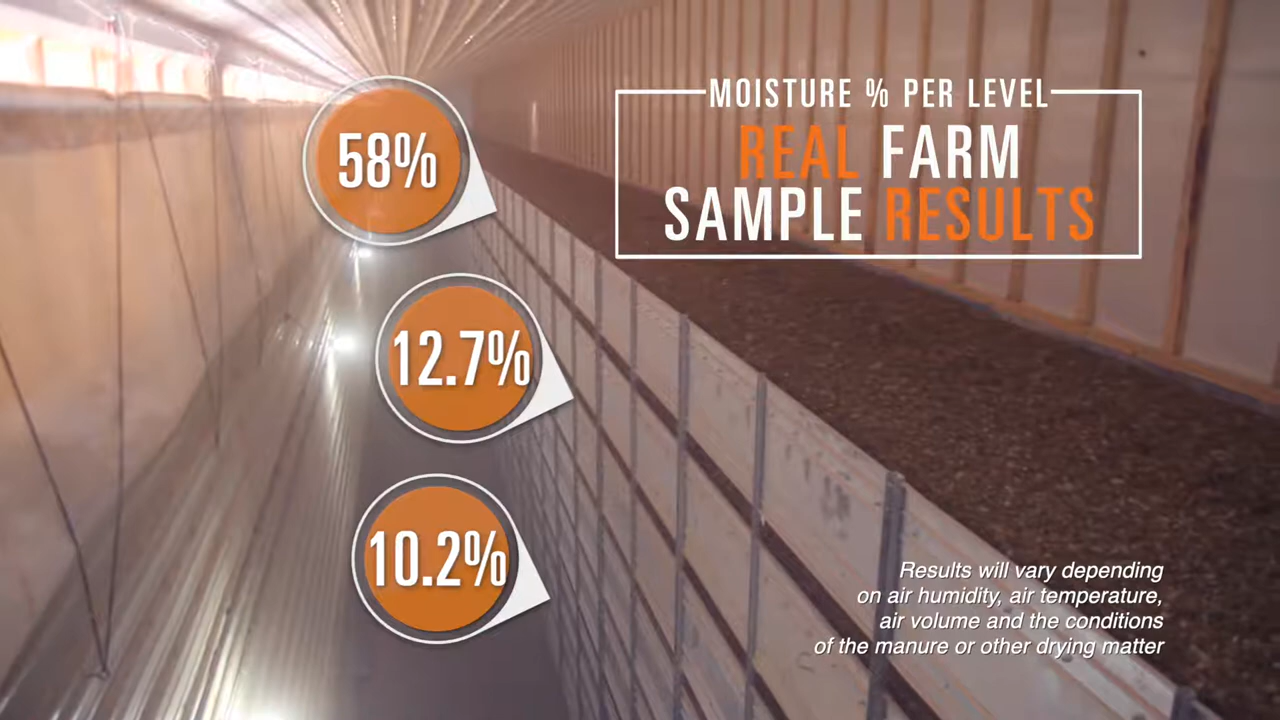 MOISTURE % PER LEVEL
REAL FARM
SAMPLE RESULTS
58%
12.7%
10.2%
Results will vary depending
on air humidity, air temperature,
air volume and the conditions
of the manure or other drying matter